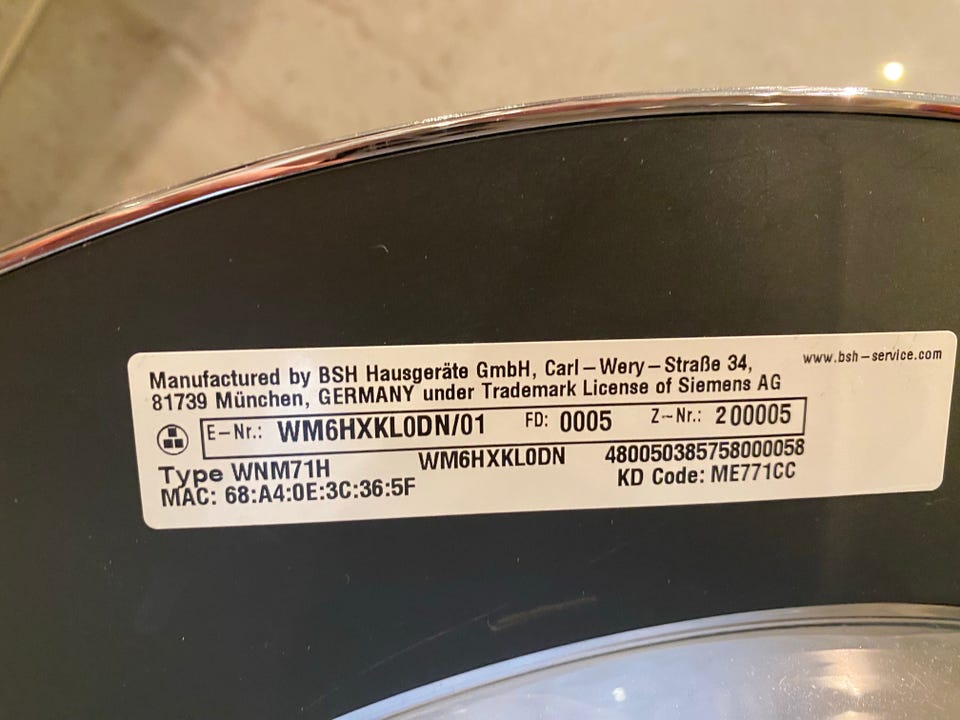 Manufactured by BSH Hausgeräte GmbH, Carl-Wery-Straße 34, www.bsh-service.com
81739 München, GERMANY under Trademark License of Siemens AG
E-Nr.: WM6HXKL0DN/01 FD: 0005 Z-Nr.: 200005
Type WNM71H WM6HXKL0DN 480050385758000058
MAC: 68:A4:0E:3C:36:5F KD Code: ME771CC